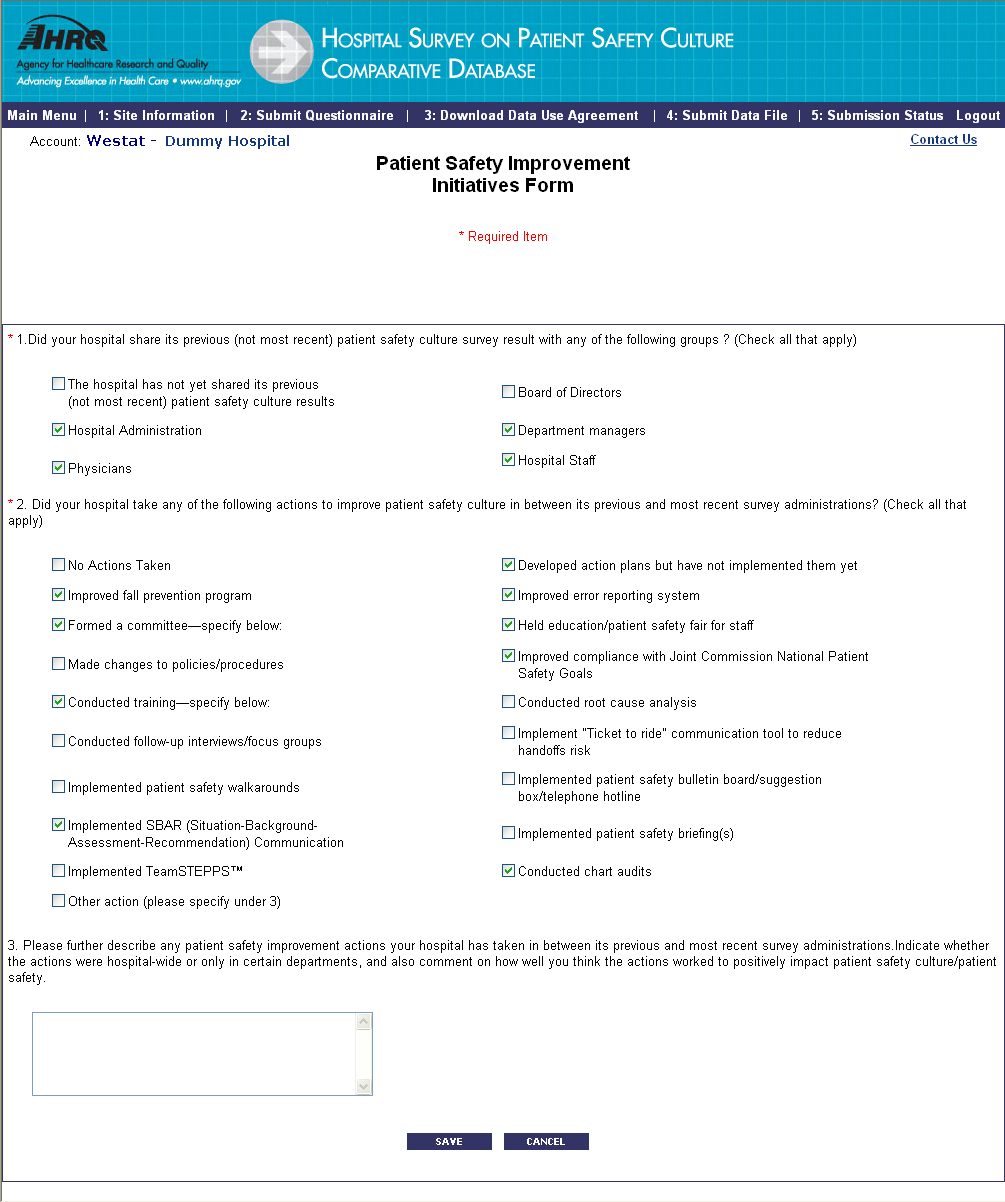 AHRQ
Agency for Healthcare Research and Quality
Advancing Excellence in Health Care • www.ahrq.gov
HOSPITAL SURVEY ON PATIENT SAFETY CULTURE
COMPARATIVE DATABASE
Main Menu | 1: Site Information | 2: Submit Questionnaire | 3: Download Data Use Agreement | 4: Submit Data File | 5: Submission Status Logout
Account: Westat - Dummy Hospital
Contact Us
Patient Safety Improvement
Initiatives Form
* Required Item
* 1.Did your hospital share its previous (not most recent) patient safety culture survey result with any of the following groups ? (Check all that apply)
The hospital has not yet shared its previous
(not most recent) patient safety culture results
Board of Directors
Hospital Administration
Department managers
Physicians
Hospital Staff
* 2. Did your hospital take any of the following actions to improve patient safety culture in between its previous and most recent survey administrations? (Check all that
apply)
No Actions Taken
Developed action plans but have not implemented them yet
Improved fall prevention program
Improved error reporting system
Formed a committee—specify below:
Held education/patient safety fair for staff
Made changes to policies/procedures
Improved compliance with Joint Commission National Patient
Safety Goals
Conducted training—specify below:
Conducted root cause analysis
Conducted follow-up interviews/focus groups
Implement "Ticket to ride" communication tool to reduce
handoffs risk
Implemented patient safety walkarounds
Implemented patient safety bulletin board/suggestion
box/telephone hotline
Implemented SBAR (Situation-Background-
Assessment-Recommendation) Communication
Implemented patient safety briefing(s)
Implemented TeamSTEPPS™
Conducted chart audits
Other action (please specify under 3)
3. Please further describe any patient safety improvement actions your hospital has taken in between its previous and most recent survey administrations.Indicate whether
the actions were hospital-wide or only in certain departments, and also comment on how well you think the actions worked to positively impact patient safety culture/patient
safety.
SAVE CANCEL